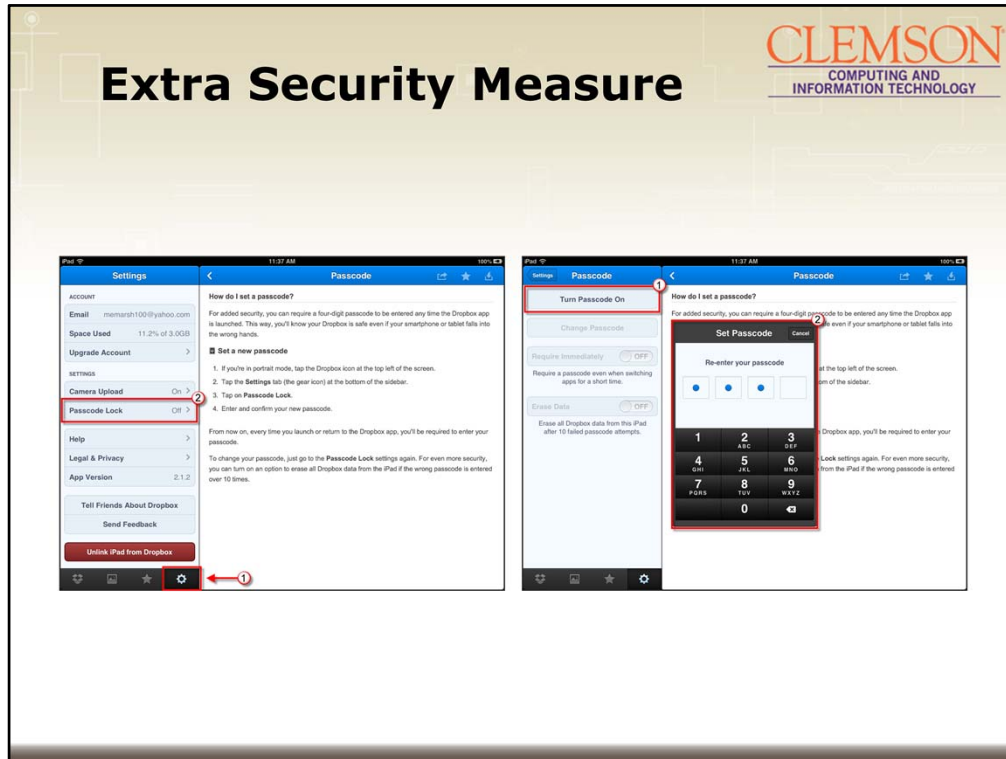 Extra Security Measure
CLEMSON
COMPUTING AND
INFORMATION TECHNOLOGY
iPad
11:37 AM
100%
Settings
Passcode
ACCOUNT
Email memarsh100@yahoo.com
Space Used 11.2% of 3.0GB
Upgrade Account
SETTINGS
Camera Upload On
2
Passcode Lock Off
Help
Legal & Privacy
App Version 2.1.2
Tell Friends About Dropbox
Send Feedback
Unlink iPad from Dropbox
1
How do I set a passcode?
For added security, you can require a four-digit passcode to be entered any time the Dropbox app
is launched. This way, you'll know your Dropbox is safe even if your smartphone or tablet falls into
the wrong hands.
Set a new passcode
1. If you're in portrait mode, tap the Dropbox icon at the top left of the screen.
2. Tap the Settings tab (the gear icon) at the bottom of the sidebar.
3. Tap on Passcode Lock.
4. Enter and confirm your new passcode.
From now on, every time you launch or return to the Dropbox app, you'll be required to enter your
passcode.
To change your passcode, just go to the Passcode Lock settings again. For even more security,
you can turn on an option to erase all Dropbox data from the iPad if the wrong passcode is entered
over 10 times.
iPad
11:37 AM
100%
Settings
Passcode
Passcode
1
Turn Passcode On
Change Passcode
Require Immediately OFF
Require a passcode even when switching
apps for a short time.
Erase Data OFF
Erase all Dropbox data from this iPad
after 10 failed passcode attempts.
How do I set a passcode?
For added security, you can require a four-digit passcode to be entered any time the Dropbox app
even if your smartphone or tablet falls into
at the top left of the screen.
om of the sidebar.
Dropbox app, you'll be required to enter your
Lock settings again. For even more security,
from the iPad if the wrong passcode is entered
2
Set Passcode
Cancel
Re-enter your passcode
1 2 3
ABC DEF
4 5 6
GHI JKL MNO
7 8 9
PQRS TUV WXYZ
0